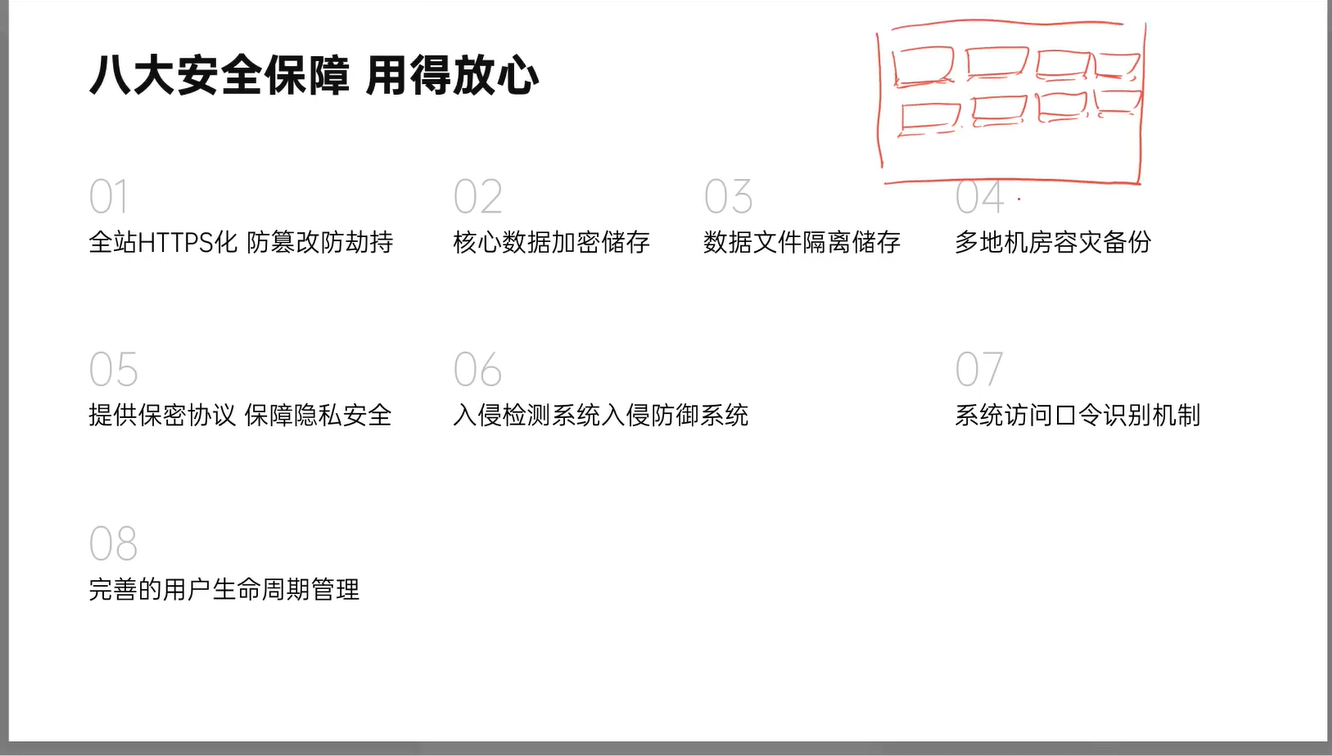 八大安全保障 用得放心
01
全站HTTPS化 防篡改防劫持
02
核心数据加密储存
03
数据文件隔离储存
04
多地机房容灾备份
05
提供保密协议 保障隐私安全
06
入侵检测系统入侵防御系统
07
系统访问口令识别机制
08
完善的用户生命周期管理